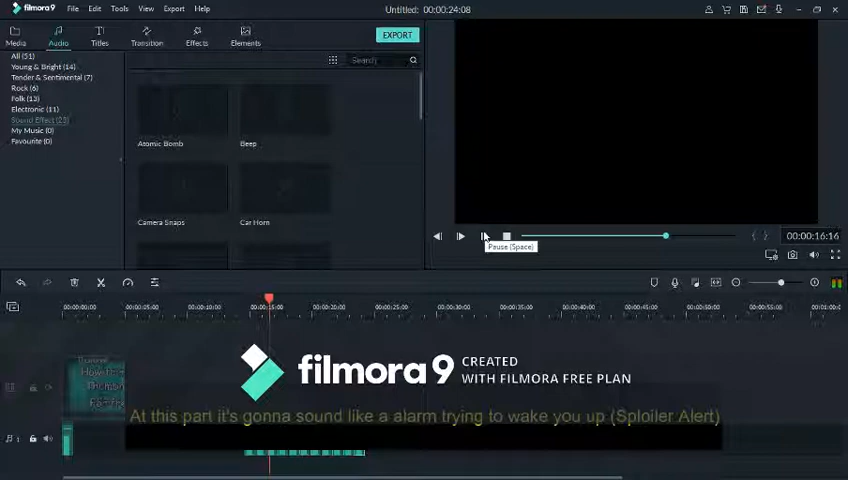 filmora9 File Edit Tools View Export Help Untitled: 00:00:24:08
Media Audio Titles Transition Effects Elements EXPORT
All (51)
Young & Bright (14)
Tender & Sentimental (7)
Rock (6)
Folk (13)
Electronic (11)
Sound Effect (23)
My Music (0)
Favourite (0)
Search
Atomic Bomb Beep
Camera Snaps Car Horn
00:00:16:16
Pause (Space)
00:00:00:00 00:00:05:00 00:00:10:00 00:00:15:00 00:00:20:00 00:00:25:00 00:00:30:00 00:00:35:00 00:00:40:00 00:00:45:00 00:00:50:00 00:00:55:00 00:01:00:0
filmora9 CREATED
WITH FILMORA FREE PLAN
At this part it's gonna sound like a alarm trying to wake you up (Sploiler Alert)